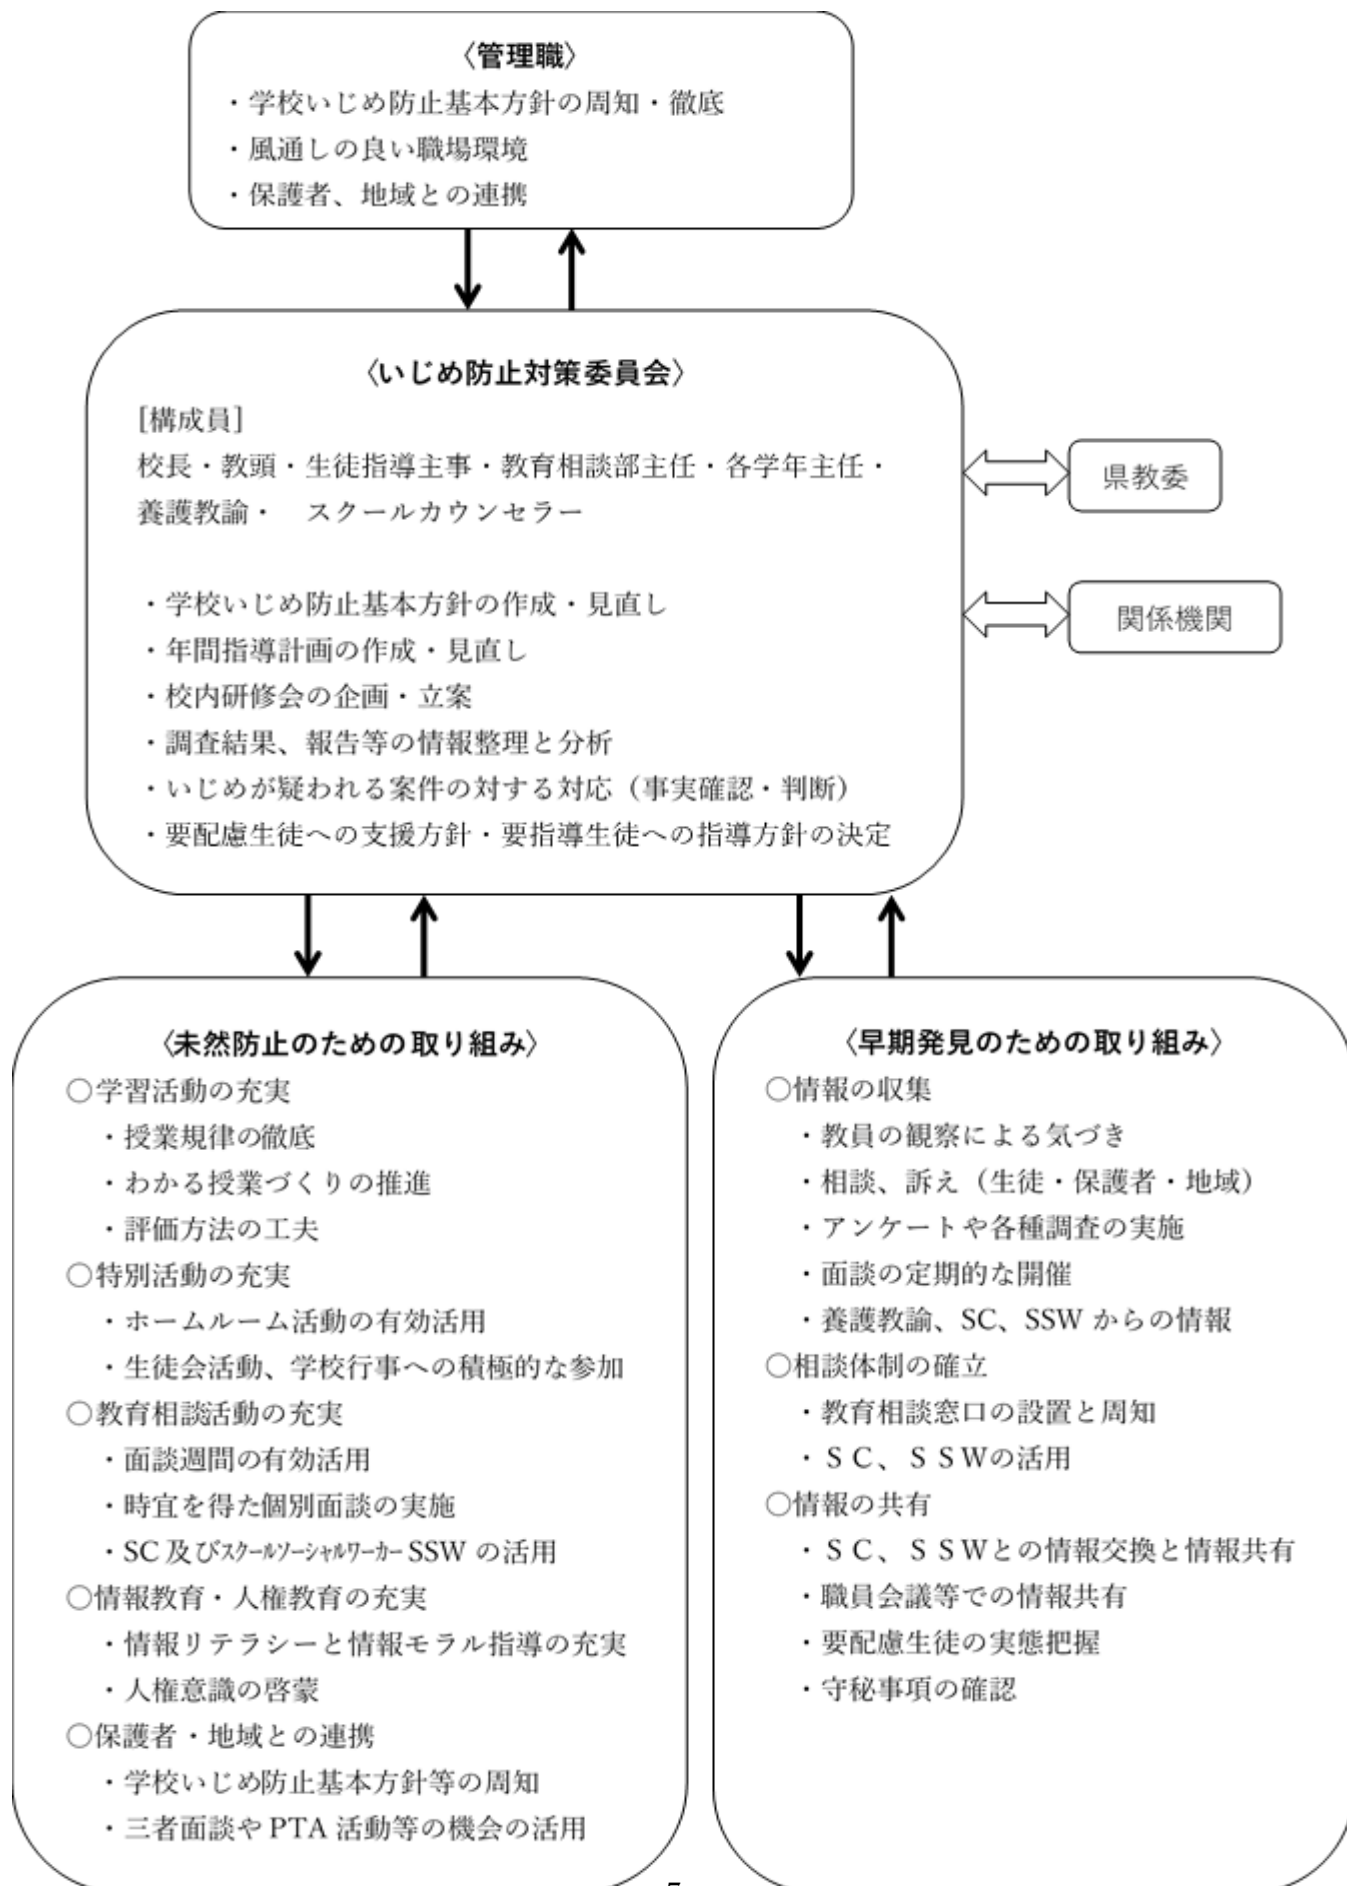 〈管理職〉
・学校いじめ防止基本方針の周知・徹底
・風通しの良い職場環境
・保護者、地域との連携
〈いじめ防止対策委員会〉
[構成員]
校長・教頭・生徒指導主事・教育相談部主任・各学年主任・
養護教諭・　スクールカウンセラー
・学校いじめ防止基本方針の作成・見直し
・年間指導計画の作成・見直し
・校内研修会の企画・立案
・調査結果、報告等の情報整理と分析
・いじめが疑われる案件の対する対応（事実確認・判断）
・要配慮生徒への支援方針・要指導生徒への指導方針の決定
県教委
関係機関
〈未然防止のための取り組み〉
○学習活動の充実
・授業規律の徹底
・わかる授業づくりの推進
・評価方法の工夫
○特別活動の充実
・ホームルーム活動の有効活用
・生徒会活動、学校行事への積極的な参加
○教育相談活動の充実
・面談週間の有効活用
・時宜を得た個別面談の実施
・SC 及びｽｸｰﾙｿｰｼｬﾙﾜｰｶｰ SSW の活用
○情報教育・人権教育の充実
・情報リテラシーと情報モラル指導の充実
・人権意識の啓蒙
○保護者・地域との連携
・学校いじめ防止基本方針等の周知
・三者面談や PTA 活動等の機会の活用
〈早期発見のための取り組み〉
○情報の収集
・教員の観察による気づき
・相談、訴え（生徒・保護者・地域）
・アンケートや各種調査の実施
・面談の定期的な開催
・養護教諭、SC、SSW からの情報
○相談体制の確立
・教育相談窓口の設置と周知
・ＳＣ、ＳＳＷの活用
○情報の共有
・ＳＣ、ＳＳＷとの情報交換と情報共有
・職員会議等での情報共有
・要配慮生徒の実態把握
・守秘事項の確認